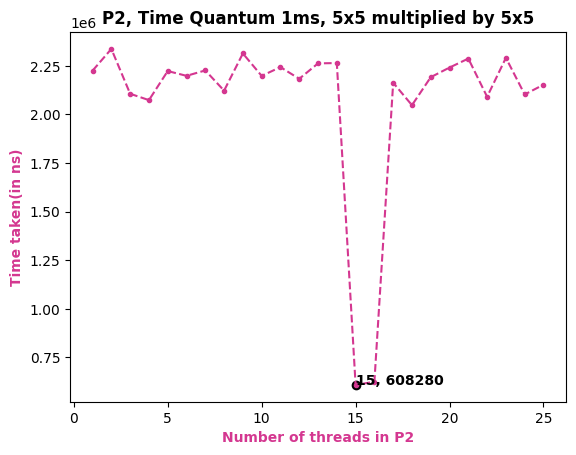 P2, Time Quantum 1ms, 5x5 multiplied by 5x5
1e6
2.25
2.00
1.75
1.50
1.25
1.00
0.75
Time taken(in ns)
15, 608280
0 5 10 15 20 25
Number of threads in P2